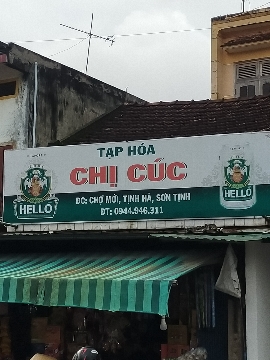 TẠP HÓA
CHỊ CÚC
ĐC: CHỢ MỚI, TỊNH HÀ, SƠN TỊNH
ĐT: 0944.946.311
HELLO
HELLO